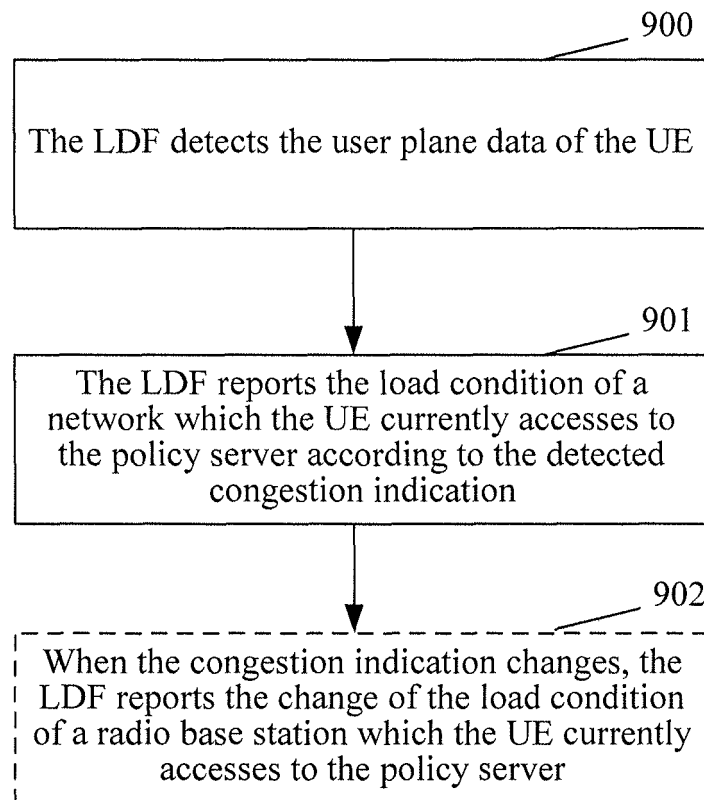 900
The LDF detects the user plane data of the UE
901
The LDF reports the load condition of a
network which the UE currently accesses to
the policy server according to the detected
congestion indication
902
When the congestion indication changes, the
LDF reports the change of the load condition
of a radio base station which the UE currently
accesses to the policy server